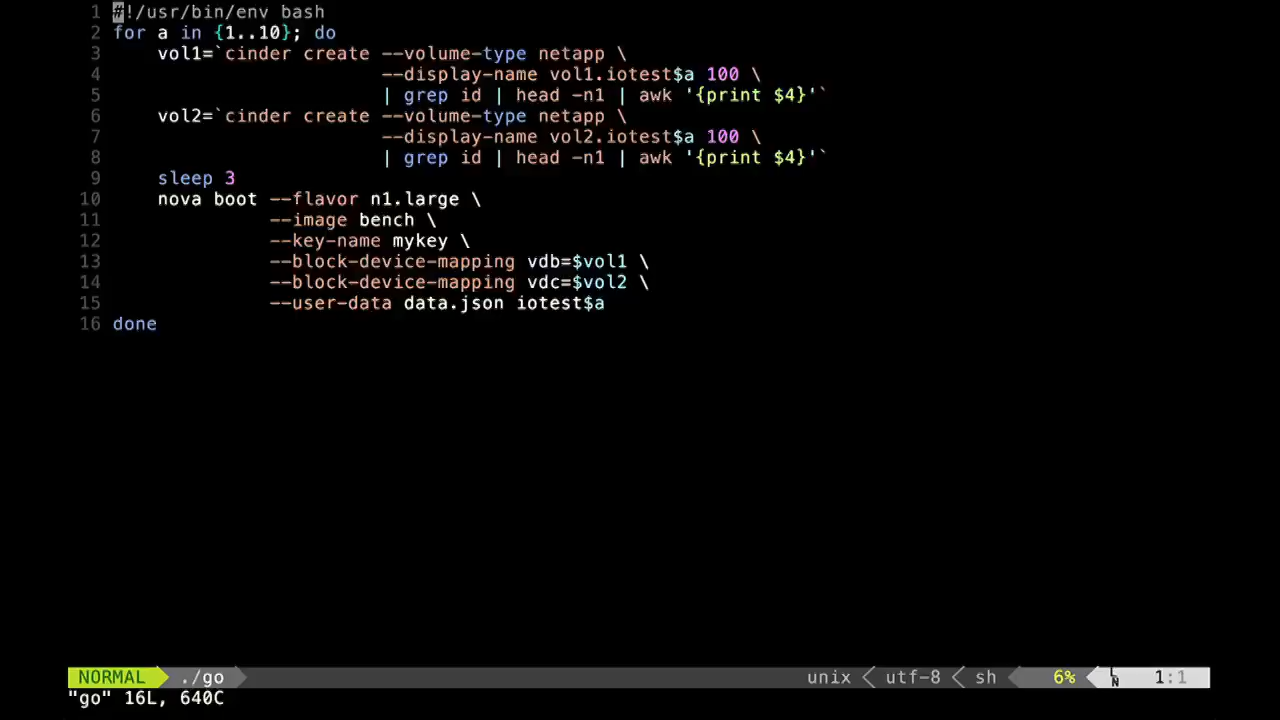 1 #!/usr/bin/env bash
2 for a in {1..10}; do
3     vol1=`cinder create --volume-type netapp \
4                         --display-name vol1.iotest$a 100 \
5                         | grep id | head -n1 | awk '{print $4}'`
6     vol2=`cinder create --volume-type netapp \
7                         --display-name vol2.iotest$a 100 \
8                         | grep id | head -n1 | awk '{print $4}'`
9     sleep 3
10     nova boot --flavor n1.large \
11               --image bench \
12               --key-name mykey \
13               --block-device-mapping vdb=$vol1 \
14               --block-device-mapping vdc=$vol2 \
15               --user-data data.json iotest$a
16 done
NORMAL ./go unix utf-8 sh 6% LN 1:1
"go" 16L, 640C